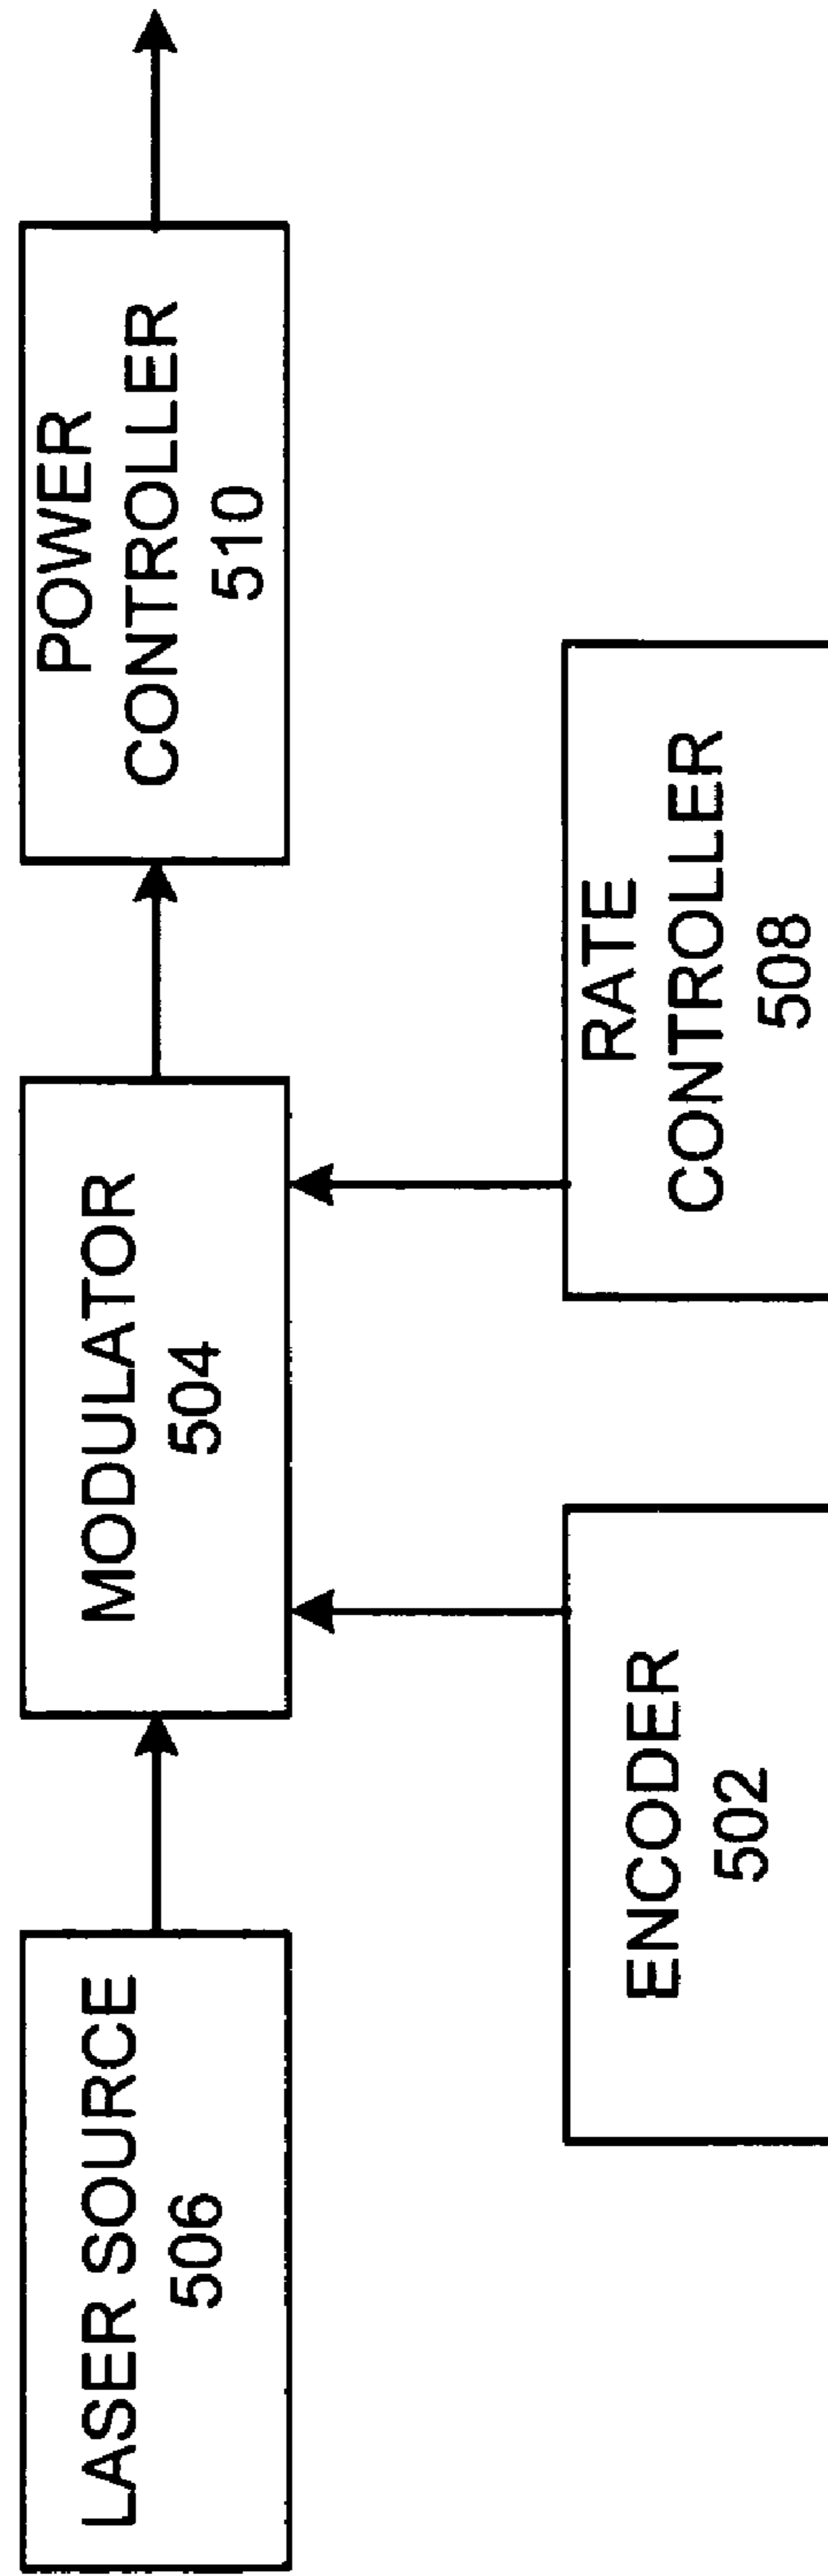 LASER SOURCE
506
MODULATOR
504
POWER
CONTROLLER
510
ENCODER
502
RATE
CONTROLLER
508